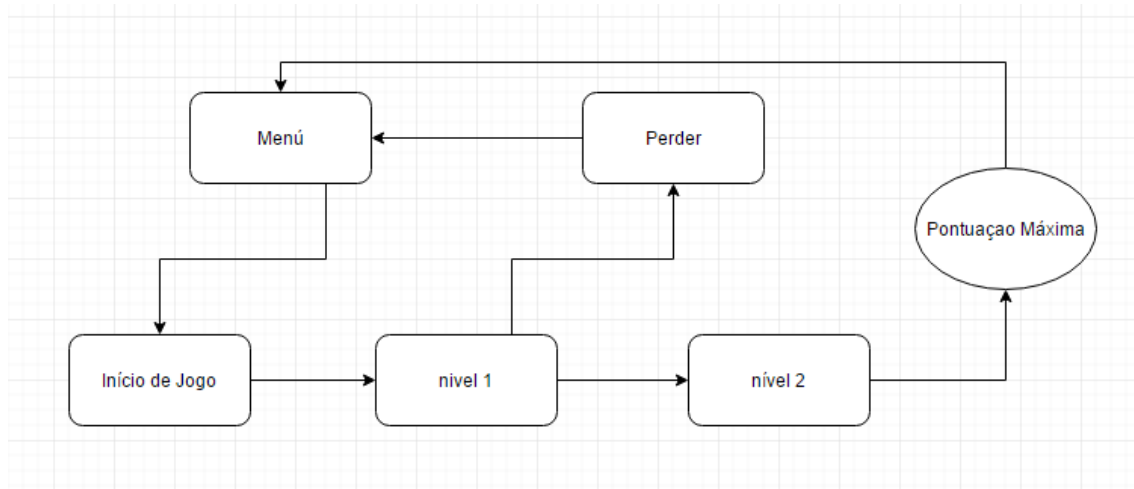 Menú
Perder
Pontuaçao Máxima
Início de Jogo
nivel 1
nível 2